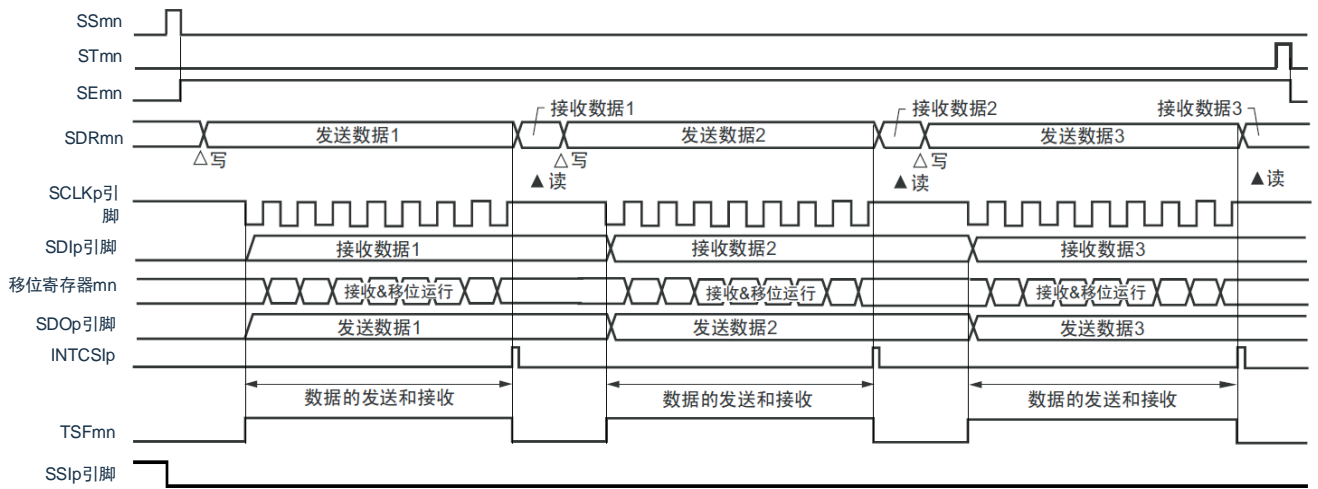 SSmn
STmn
SEmn
接收数据1
接收数据2
接收数据3
SDRmn
发送数据1
发送数据2
发送数据3
△写
△写
△写
▲读
▲读
▲读
SCLKp引
脚
SDIp引脚
接收数据1
接收数据2
接收数据3
移位寄存器mn
接收&移位运行
接收&移位运行
接收&移位运行
SDOp引脚
发送数据1
发送数据2
发送数据3
INTCSIp
数据的发送和接收
数据的发送和接收
数据的发送和接收
TSFmn
SSIp引脚